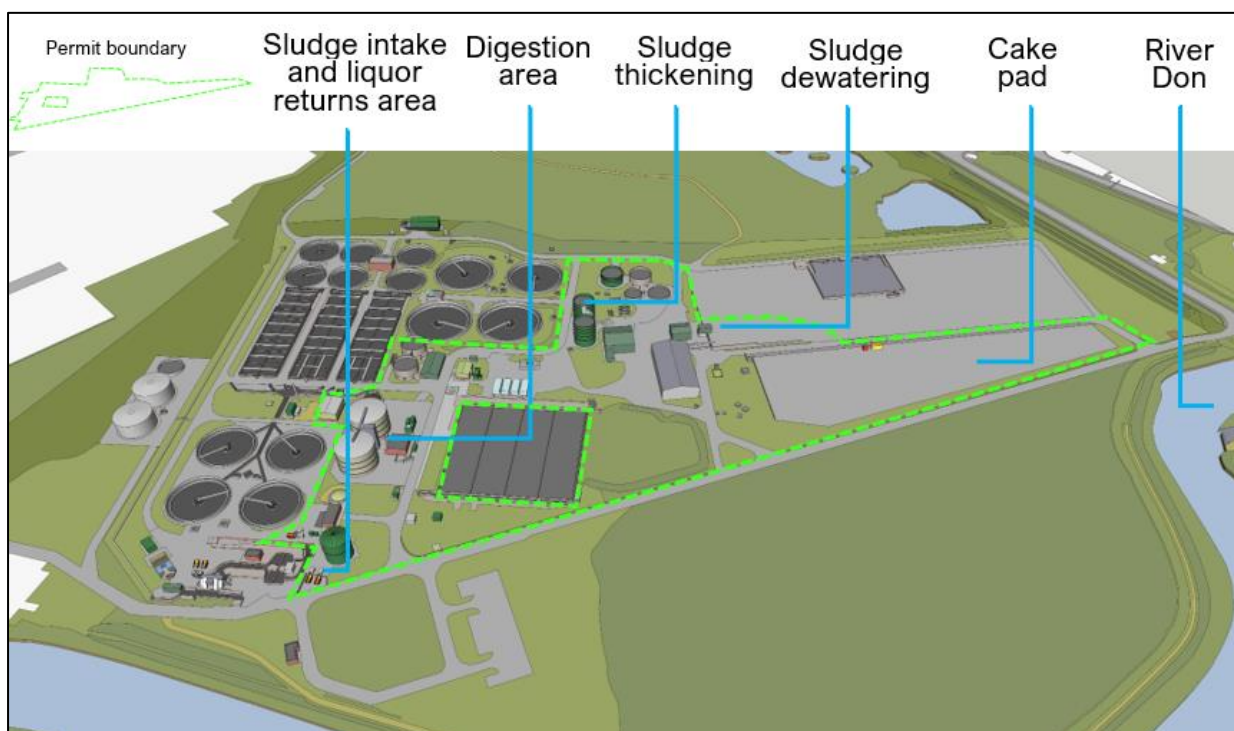 Permit boundary
Sludge intake
and liquor
returns area
Digestion
area
Sludge
thickening
Sludge
dewatering
Cake
pad
River
Don